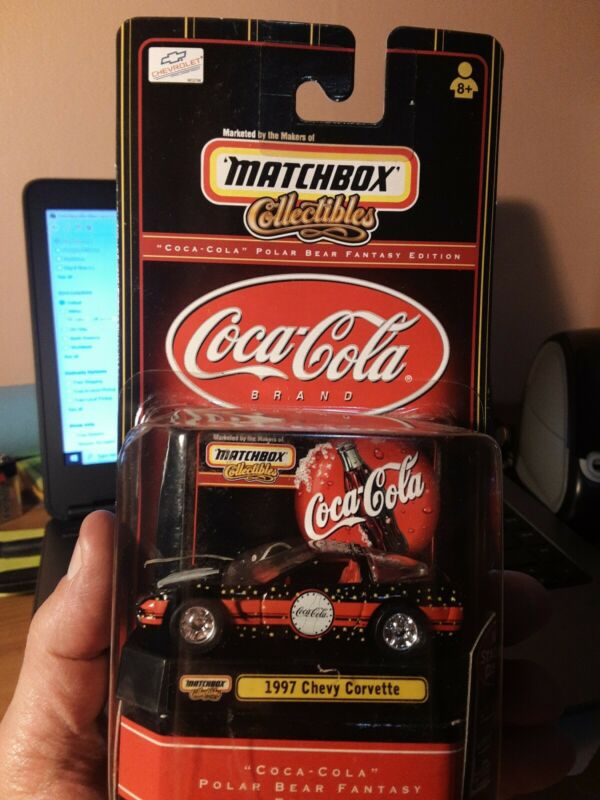 CHEVROLET
8+
Marketed by the Makers of
"MATCHBOX"
Collectibles
"COCA-COLA" POLAR BEAR FANTASY EDITION
Coca-Cola
BRAND
Marketed by the Makers of
"MATCHBOX"
Collectibles
Coca-Cola
Coca-Cola
MATCHBOX
Collectibles
1997 Chevy Corvette
"COCA-COLA"
POLAR BEAR FANTASY